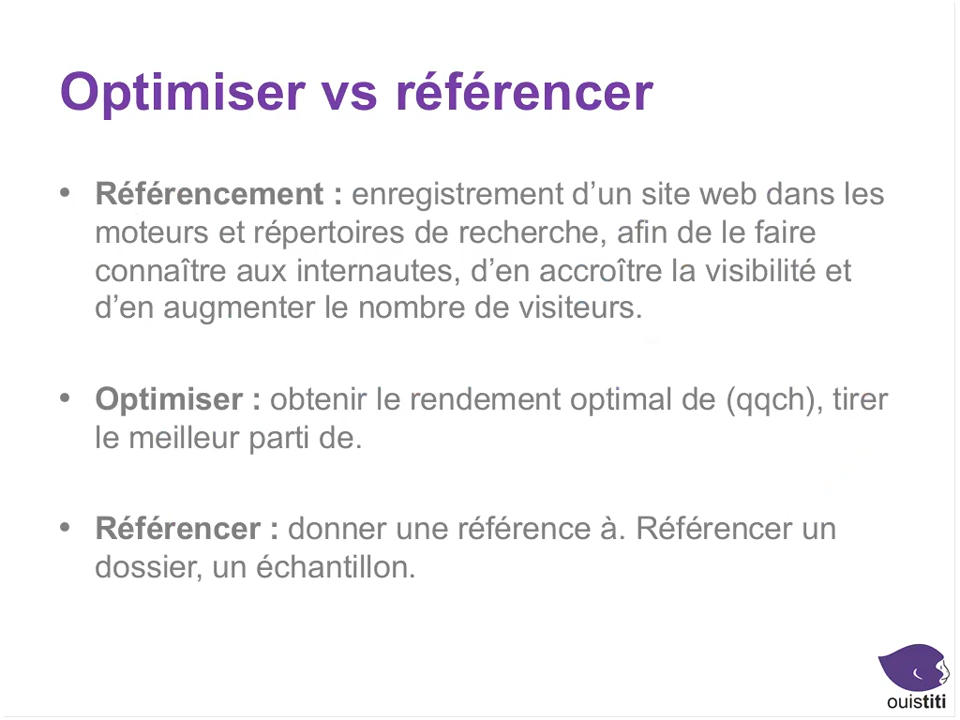 Optimiser vs référencer
• Référencement : enregistrement d’un site web dans les
moteurs et répertoires de recherche, afin de le faire
connaître aux internautes, d’en accroître la visibilité et
d’en augmenter le nombre de visiteurs.
• Optimiser : obtenir le rendement optimal de (qqch), tirer
le meilleur parti de.
• Référencer : donner une référence à. Référencer un
dossier, un échantillon.
ouistiti